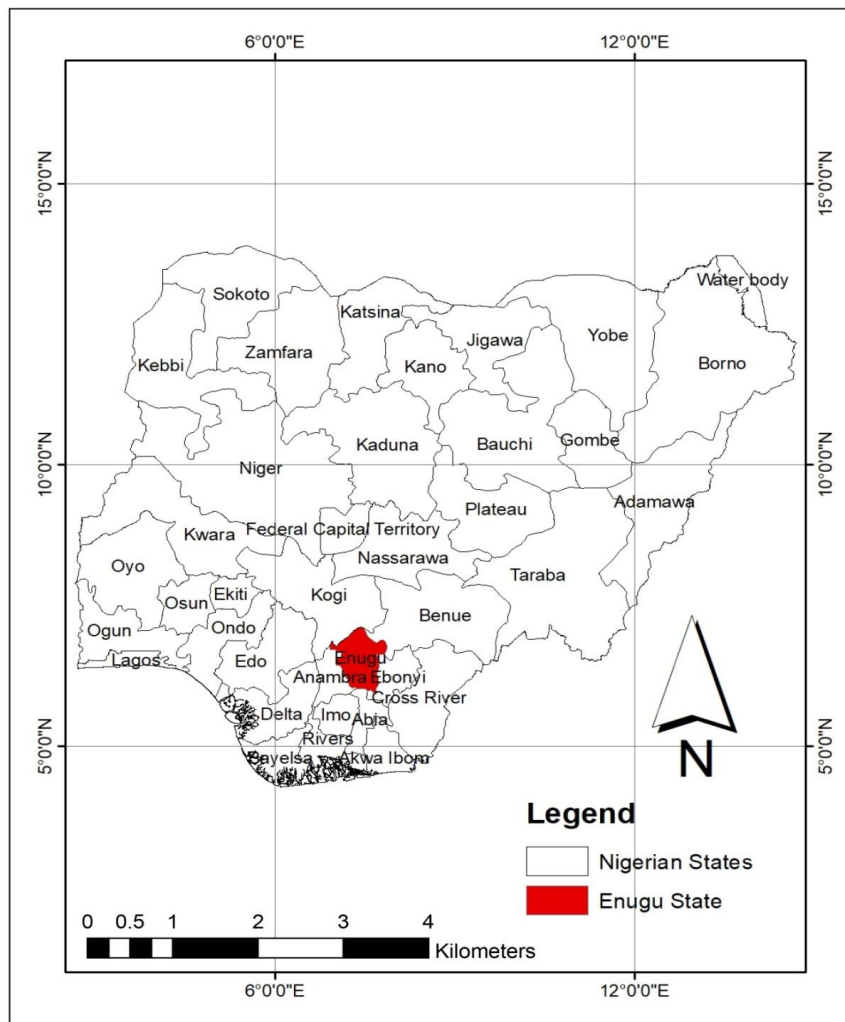 6°0'0"E 12°0'0"E
15°0'0"N 15°0'0"N
Water body
Sokoto
Katsina
Yobe
Jigawa
Zamfara
Kebbi
Kano
Borno
Kaduna
Bauchi
Gombe
10°0'0"N 10°0'0"N
Niger
Adamawa
Plateau
Federal Capital Territory
Kwara
Nassarawa
Oyo
Taraba
Ekiti
Kogi
Osun
Benue
Ogun
Ondo
Lagos
Edo
Enugu
Anambra
Ebonyi
Cross River
Delta
Imo
Abia
Rivers
5°0'0"N 5°0'0"N
Bayelsa
Akwa Ibom
N
Legend
Nigerian States
Enugu State
0 0.5 1 2 3 4
Kilometers
6°0'0"E 12°0'0"E